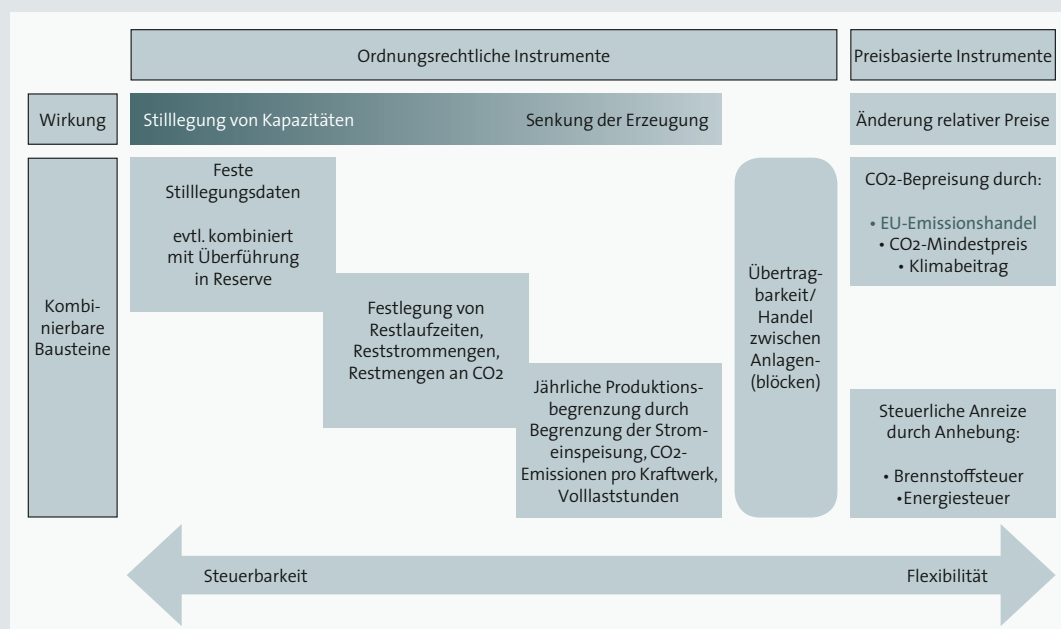 Ordnungsrechtliche Instrumente
Preisbasierte Instrumente
Wirkung
Stilllegung von Kapazitäten
Senkung der Erzeugung
Änderung relativer Preise
Kombi-
nierbare
Bausteine
Feste
Stilllegungsdaten
evtl. kombiniert
mit Überführung
in Reserve
Festlegung von
Restlaufzeiten,
Reststrommengen,
Restmengen an CO2
Jährliche Produktions-
begrenzung durch
Begrenzung der Strom-
einspeisung, CO2-
Emissionen pro Kraftwerk,
Volllaststunden
Übertrag-
barkeit/
Handel
zwischen
Anlagen-
(blöcken)
CO2-Bepreisung durch:
• EU-Emissionshandel
• CO2-Mindestpreis
• Klimabeitrag
Steuerliche Anreize
durch Anhebung:
• Brennstoffsteuer
•Energiesteuer
Steuerbarkeit
Flexibilität